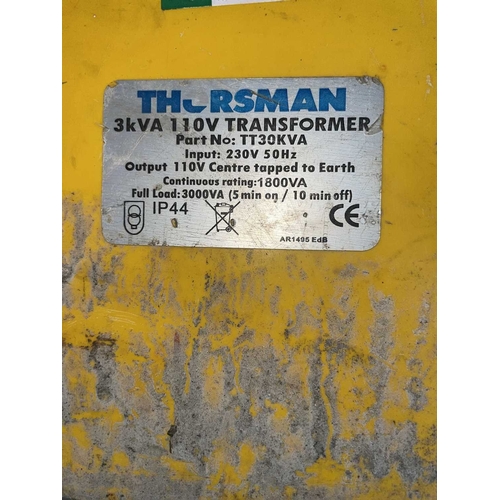 THORSMAN
3kVA 110V TRANSFORMER
Part No: TT30KVA
Input: 230V 50Hz
Output 110V Centre tapped to Earth
Continuous rating:1800VA
Full Load:3000VA (5 min on / 10 min off)
IP44 CE
AR1495 EdB